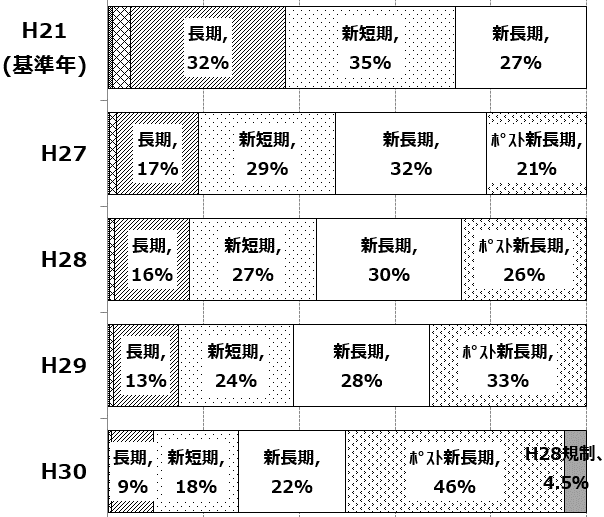 H21
(基準年)
長期,
32%
新短期,
35%
新長期,
27%
H27
長期,
17%
新短期,
29%
新長期,
32%
ﾎﾟｽﾄ新長期,
21%
H28
長期,
16%
新短期,
27%
新長期,
30%
ﾎﾟｽﾄ新長期,
26%
H29
長期,
13%
新短期,
24%
新長期,
28%
ﾎﾟｽﾄ新長期,
33%
H30
長期,
9%
新短期,
18%
新長期,
22%
ﾎﾟｽﾄ新長期,
46%
H28規制、
4.5%